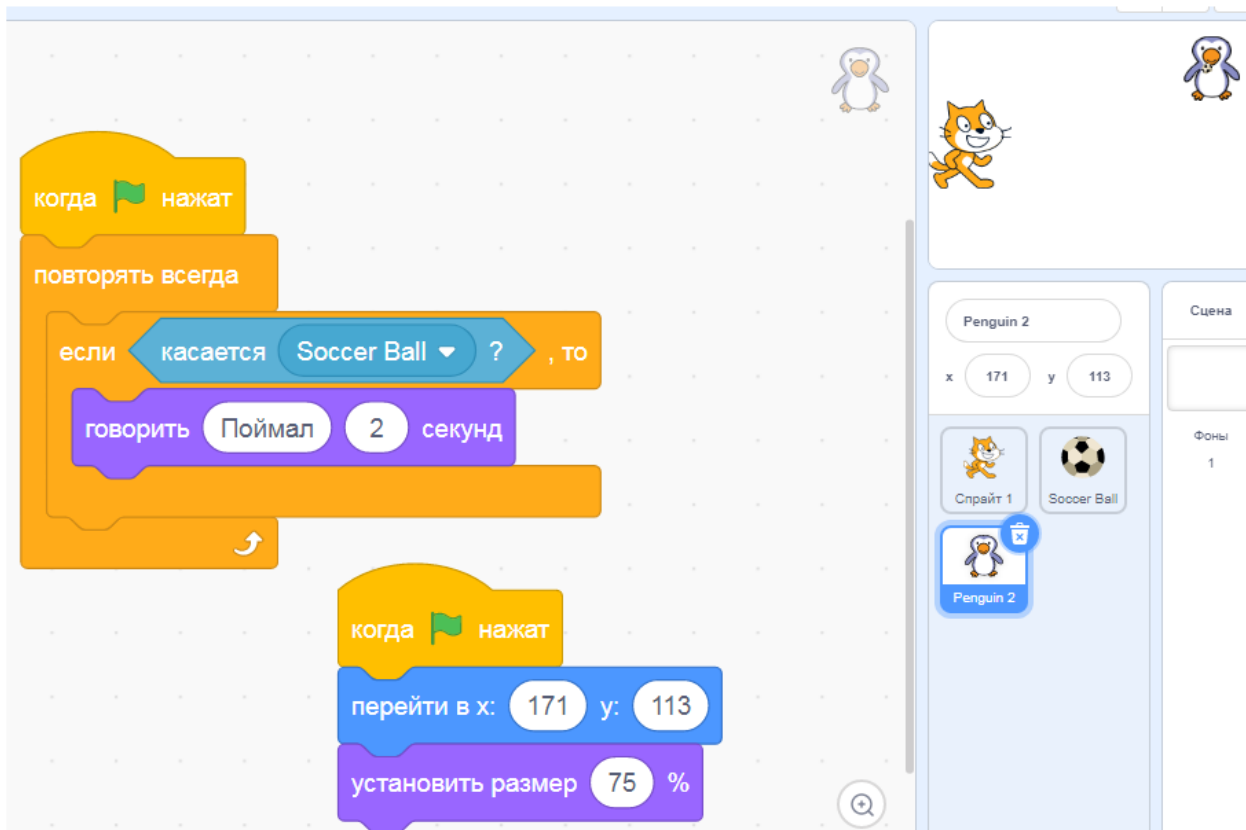 когда нажат
повторять всегда
если касается Soccer Ball ? , то
говорить Поймал 2 секунд
когда нажат
перейти в x: 171 y: 113
установить размер 75 %
Penguin 2
x 171 y 113
Спрайт 1
Soccer Ball
Penguin 2
Сцена
Фоны
1